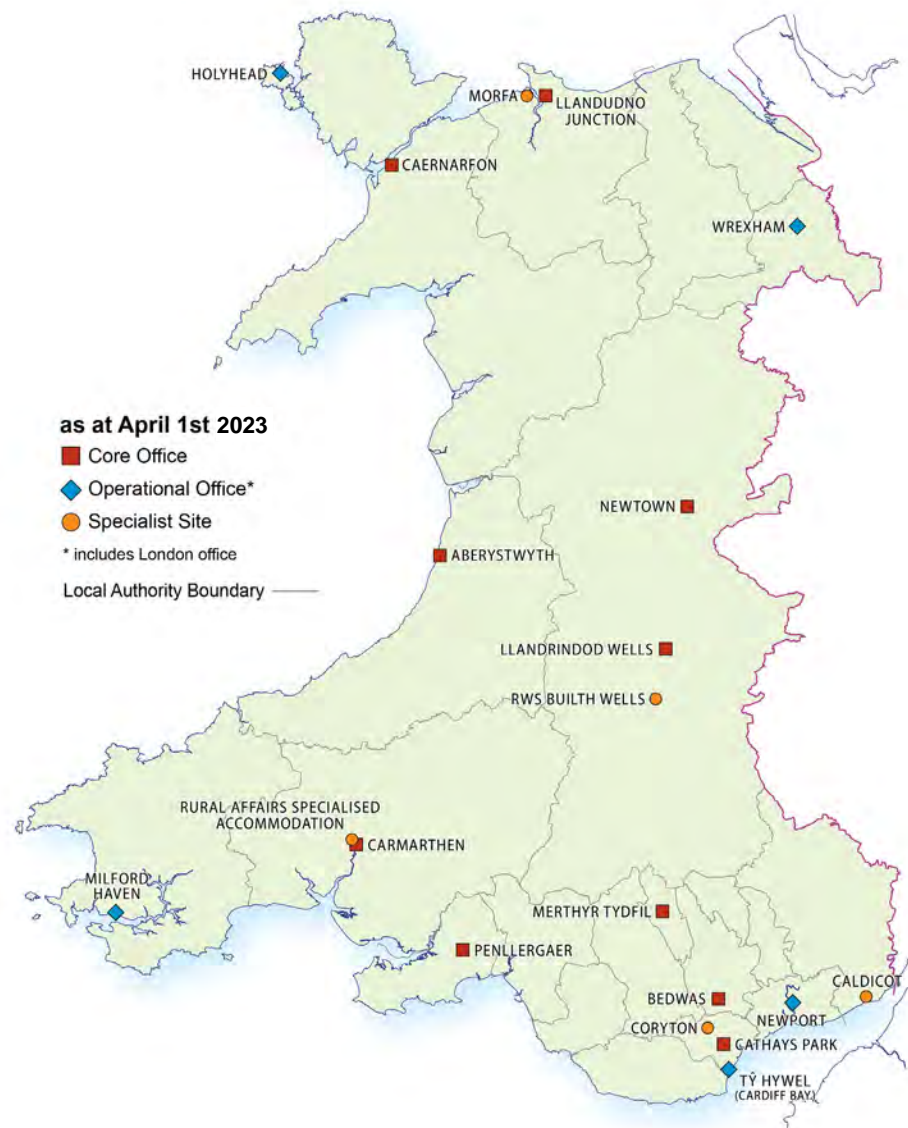 HOLYHEAD
MORFA
LLANDUDNO
JUNCTION
CAERNARFON
WREXHAM
as at April 1st 2023
Core Office
Operational Office*
Specialist Site
* includes London office
Local Authority Boundary
NEWTOWN
ABERYSTWYTH
LLANDRINDOD WELLS
RWS BUILTH WELLS
RURAL AFFAIRS SPECIALISED
ACCOMMODATION
CARMARTHEN
MILFORD
HAVEN
MERTHYR TYDFIL
PENLLERGAER
CALDICOT
BEDWAS
NEWPORT
CORYTON
CATHAYS PARK
TŶ HYWEL
(CARDIFF BAY)